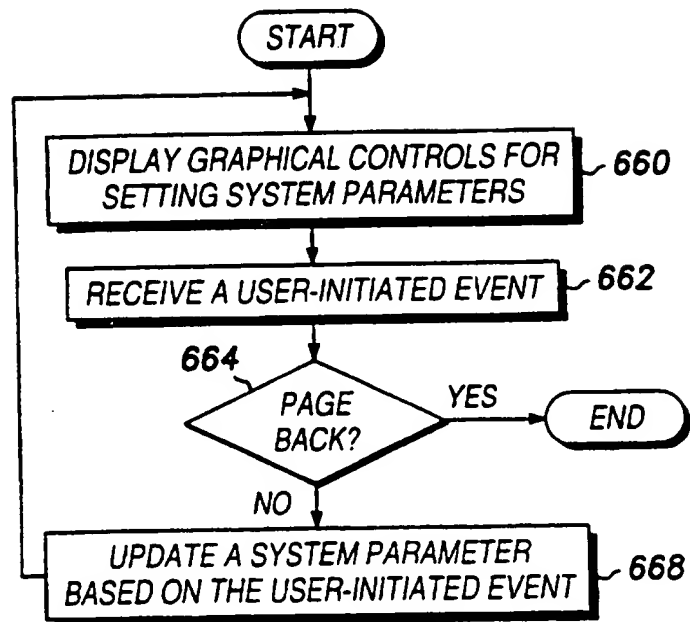 START
DISPLAY GRAPHICAL CONTROLS FOR
SETTING SYSTEM PARAMETERS
660
RECEIVE A USER-INITIATED EVENT
662
664
PAGE
BACK?
YES
END
NO
UPDATE A SYSTEM PARAMETER
BASED ON THE USER-INITIATED EVENT
668